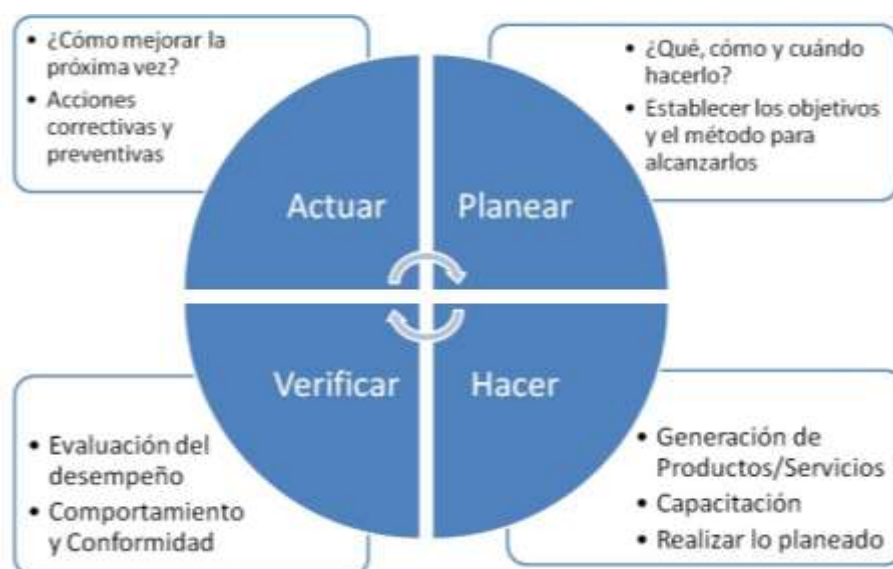 • ¿Cómo mejorar la
próxima vez?
• Acciones
correctivas y
preventivas
• ¿Qué, cómo y cuándo
hacerlo?
• Establecer los objetivos
y el método para
alcanzarlos
Actuar
Planear
Verificar
Hacer
• Evaluación del
desempeño
• Comportamiento
y Conformidad
• Generación de
Productos/Servicios
• Capacitación
• Realizar lo planeado